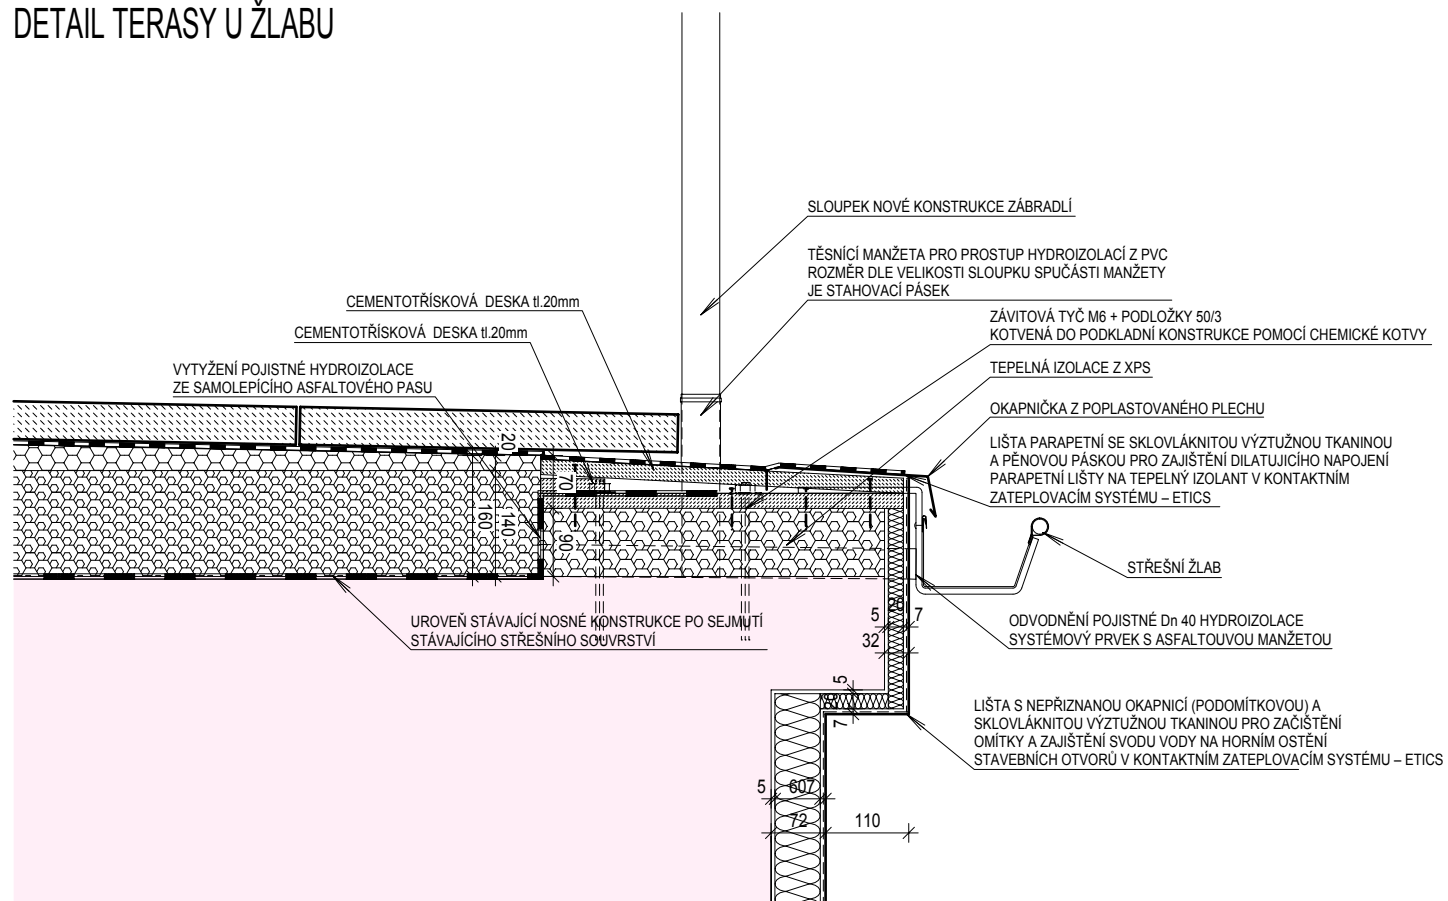 DETAIL TERASY U ŽLABU
SLOUPEK NOVÉ KONSTRUKCE ZÁBRADLÍ
TĚSNÍCÍ MANŽETA PRO PROSTUP HYDROIZOLACÍ Z PVC
ROZMĚR DLE VELIKOSTI SLOUPKU SPUČÁSTI MANŽETY
JE STAHOVACÍ PÁSEK
CEMENTOTŘÍSKOVÁ DESKA tl.20mm
CEMENTOTŘÍSKOVÁ DESKA tl.20mm
ZÁVITOVÁ TYČ M6 + PODLOŽKY 50/3
KOTVENÁ DO PODKLADNÍ KONSTRUKCE POMOCÍ CHEMICKÉ KOTVY
VYTYŽENÍ POJISTNÉ HYDROIZOLACE
ZE SAMOLEPÍCÍHO ASFALTOVÉHO PASU
TEPELNÁ IZOLACE Z XPS
OKAPNIČKA Z POPLASTOVANÉHO PLECHU
LIŠTA PARAPETNÍ SE SKLOVLÁKNITOU VÝZTUŽNOU TKANINOU
A PĚNOVOU PÁSKOU PRO ZAJIŠTĚNÍ DILATUJICIHO NAPOJENÍ
PARAPETNÍ LIŠTY NA TEPELNÝ IZOLANT V KONTAKTNÍM
ZATEPLOVACÍM SYSTÉMU – ETICS
20
70
160
140
90
STŘEŠNÍ ŽLAB
UROVEŇ STÁVAJÍCÍ NOSNÉ KONSTRUKCE PO SEJMUTÍ
STÁVAJÍCÍHO STŘEŠNÍHO SOUVRSTVÍ
20
5
7
32
ODVODNĚNÍ POJISTNÉ Dn 40 HYDROIZOLACE
SYSTÉMOVÝ PRVEK S ASFALTOUVOU MANŽETOU
5
20
7
LIŠTA S NEPŘIZNANOU OKAPNICÍ (PODOMÍTKOVOU) A
SKLOVLÁKNITOU VÝZTUŽNOU TKANINOU PRO ZAČIŠTĚNÍ
OMÍTKY A ZAJIŠTĚNÍ SVODU VODY NA HORNÍM OSTĚNÍ
STAVEBNÍCH OTVORŮ V KONTAKTNÍM ZATEPLOVACÍM SYSTÉMU – ETICS
5
60
7
72
110